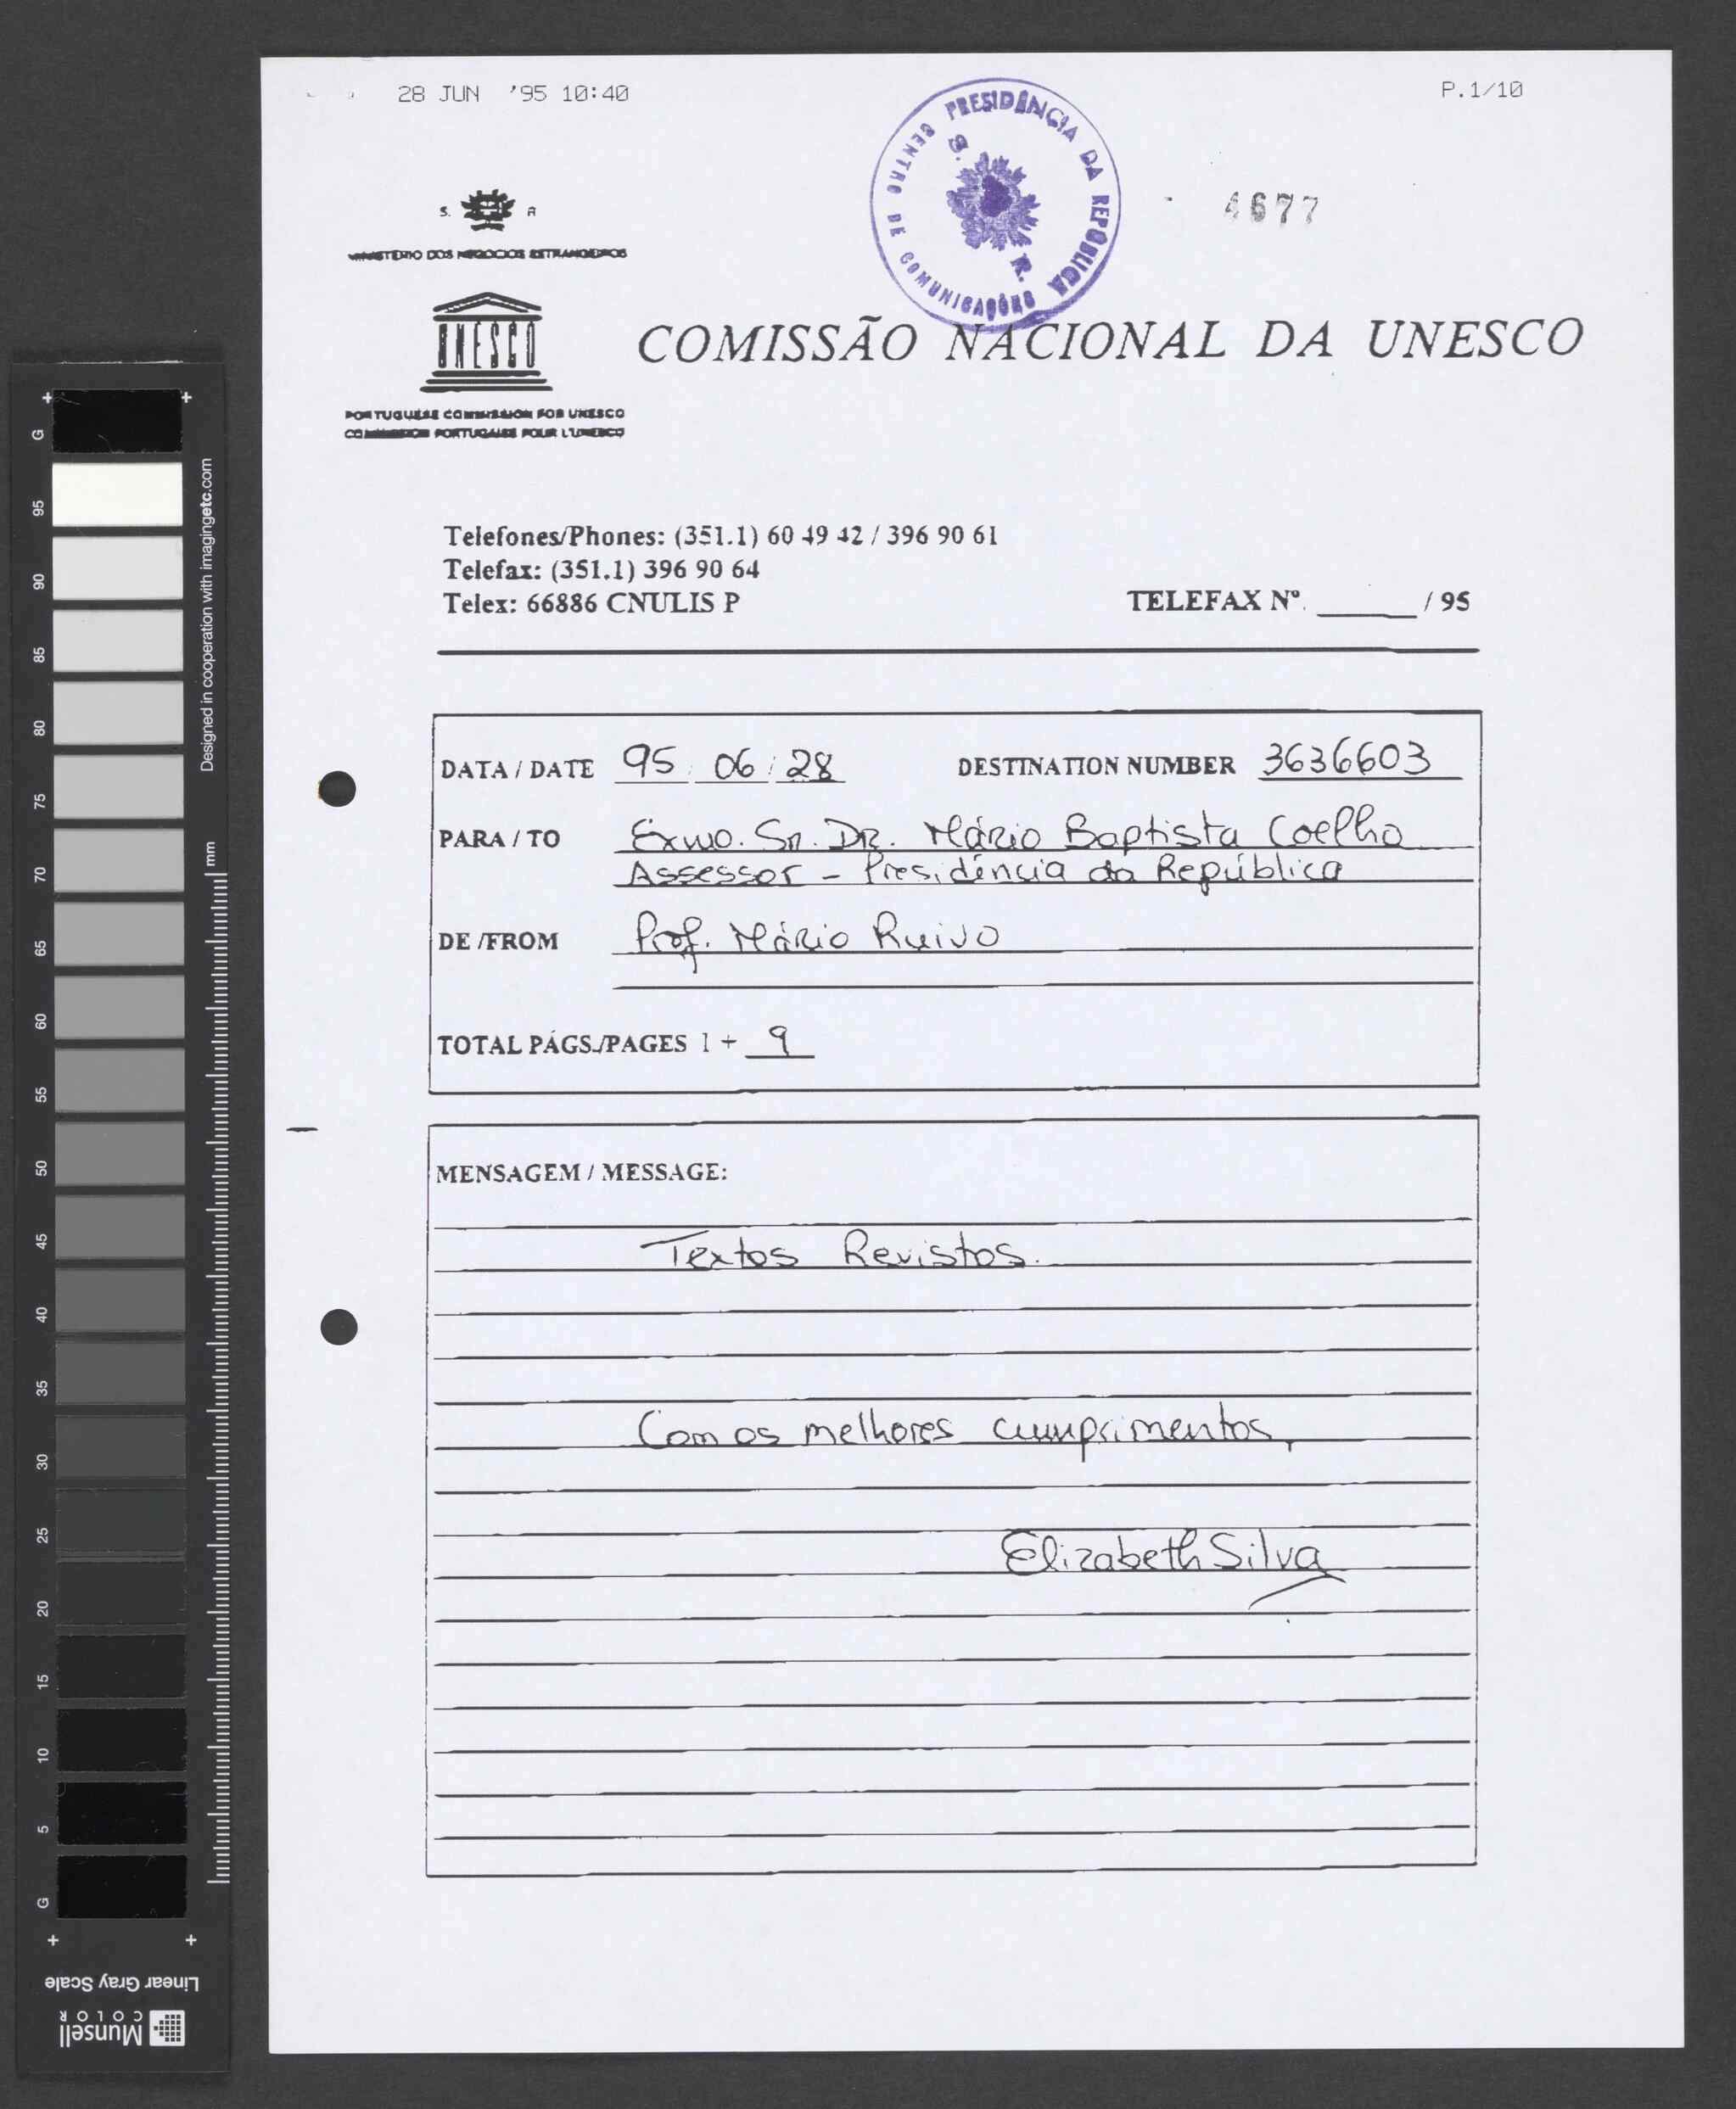 28 JUN '95 10:40
P.1/10
PRESIDÊNCIA DA REPÚBLICA
CENTRO DE COMUNICAÇÕES
S. R.
4677
S. R
MINISTÉRIO DOS NEGÓCIOS ESTRANGEIROS
UNESCO
COMISSÃO NACIONAL DA UNESCO
PORTUGUESE COMMISSION FOR UNESCO
COMMISSION PORTUGAISE POUR L'UNESCO
Telefones/Phones: (351.1) 60 49 42 / 396 90 61
Telefax: (351.1) 396 90 64
Telex: 66886 CNULIS P
TELEFAX Nº. ______ / 95
DATA / DATE 95 / 06 / 28 DESTINATION NUMBER 3636603
PARA / TO Exmo. Sr. DR. Mário Baptista Coelho
Assessor - Presidência da República
DE /FROM Prof. Mário Ruivo
TOTAL PÁGS./PAGES 1 + 9
MENSAGEM / MESSAGE:
Textos Revistos.
Com os melhores cumprimentos,
Elizabeth Silva
G 95 90 85 80 75 70 65 60 55 50 45 40 35 30 25 20 15 10 5 G
Designed in cooperation with imagingetc.com
mm
Linear Gray Scale
Munsell
COLOR